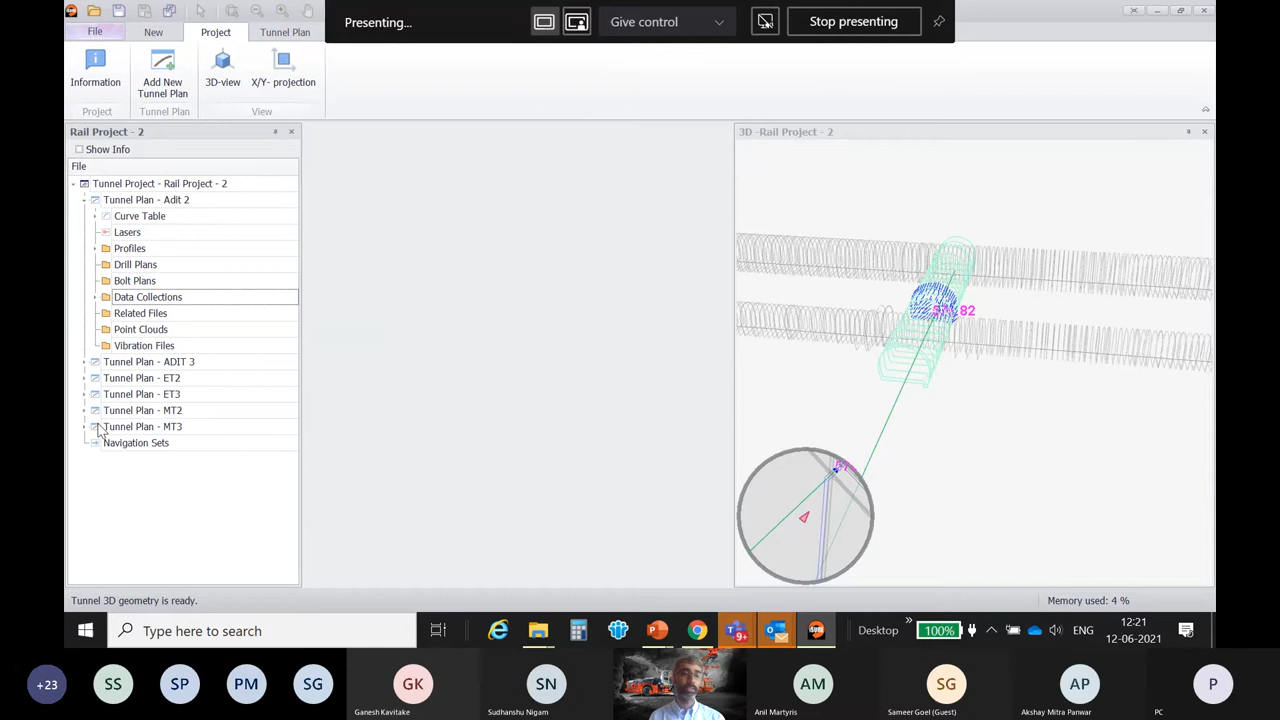 Presenting...
Give control
Stop presenting
File
New
Project
Tunnel Plan
Information
Add New
Tunnel Plan
3D-view
X/Y- projection
Project
Tunnel Plan
View
Rail Project - 2
Show Info
File
Tunnel Project - Rail Project - 2
Tunnel Plan - Adit 2
Curve Table
Lasers
Profiles
Drill Plans
Bolt Plans
Data Collections
Related Files
Point Clouds
Vibration Files
Tunnel Plan - ADIT 3
Tunnel Plan - ET2
Tunnel Plan - ET3
Tunnel Plan - MT2
Tunnel Plan - MT3
Navigation Sets
3D -Rail Project - 2
82
Tunnel 3D geometry is ready.
Memory used: 4 %
Type here to search
9+
Desktop
100%
ENG
12:21
12-06-2021
+23
SS
SP
PM
SG
GK
Ganesh Kavitake
SN
Sudhanshu Nigam
AM
Anil Martyris
SG
Sameer Goel (Guest)
AP
Akshay Mitra Panwar
P
PC